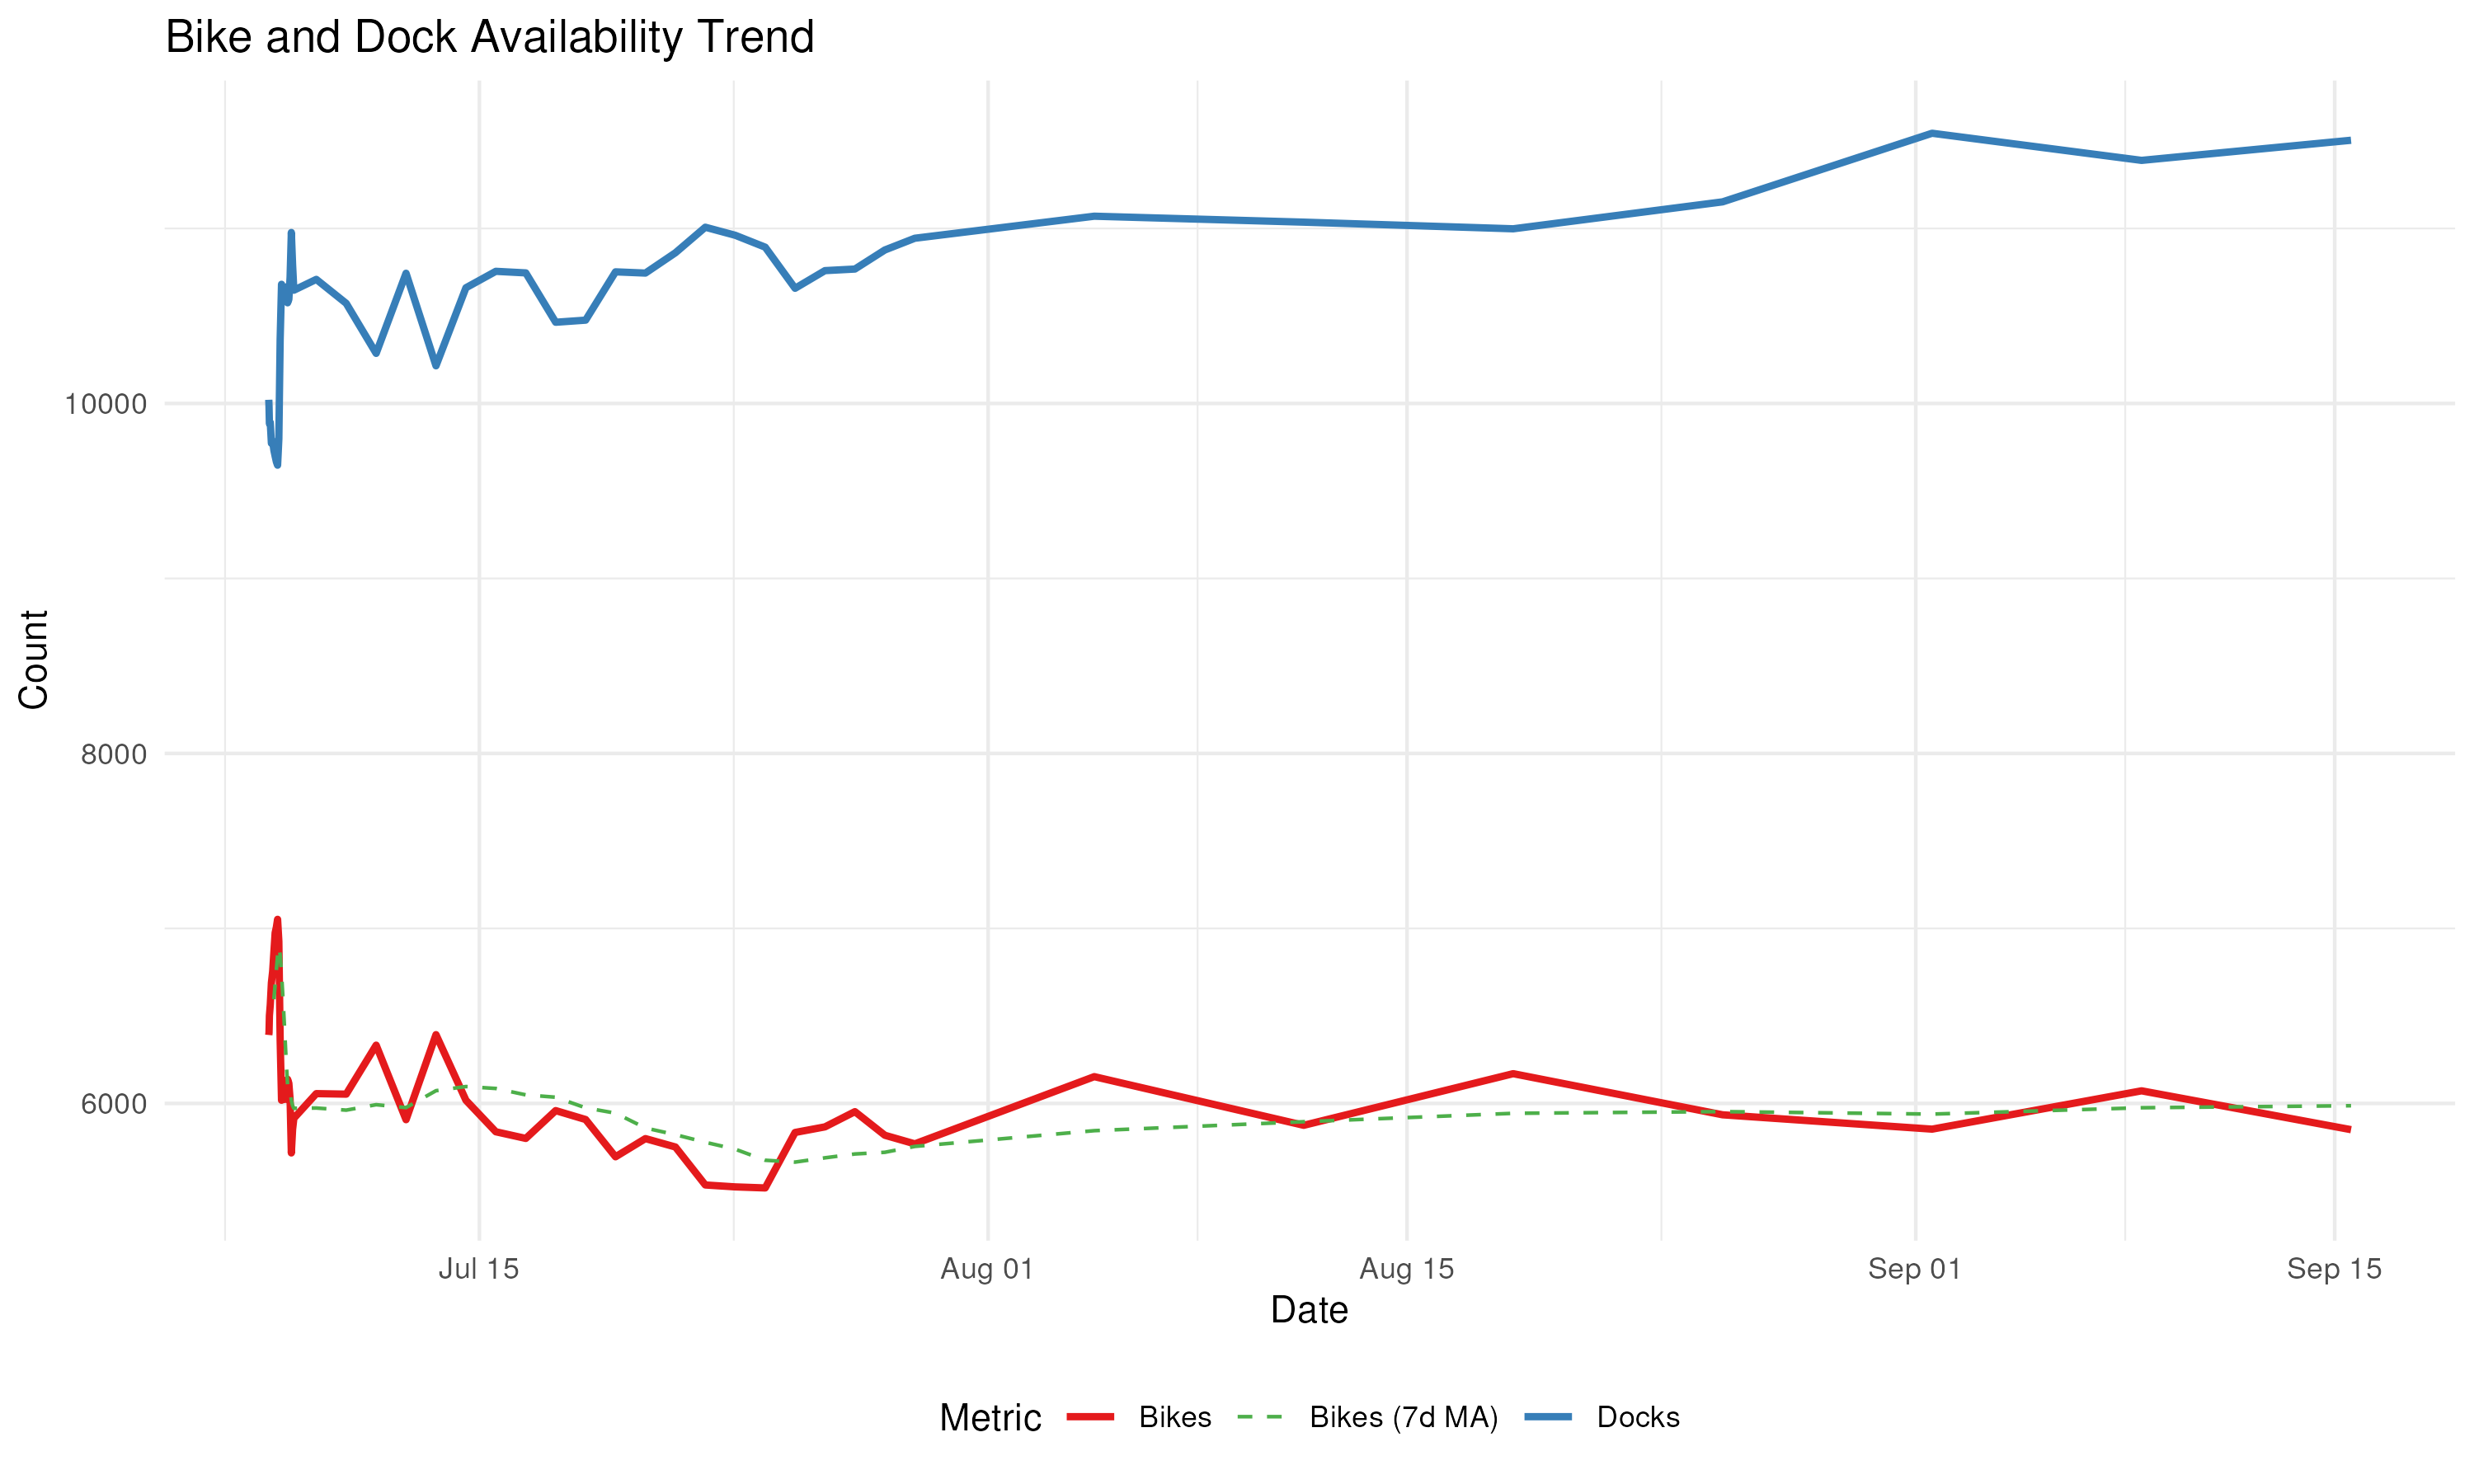 Bike and Dock Availability Trend
Count
10000
8000
6000
Jul 15 Aug 01 Aug 15 Sep 01 Sep 15
Date
Metric Bikes Bikes (7d MA) Docks